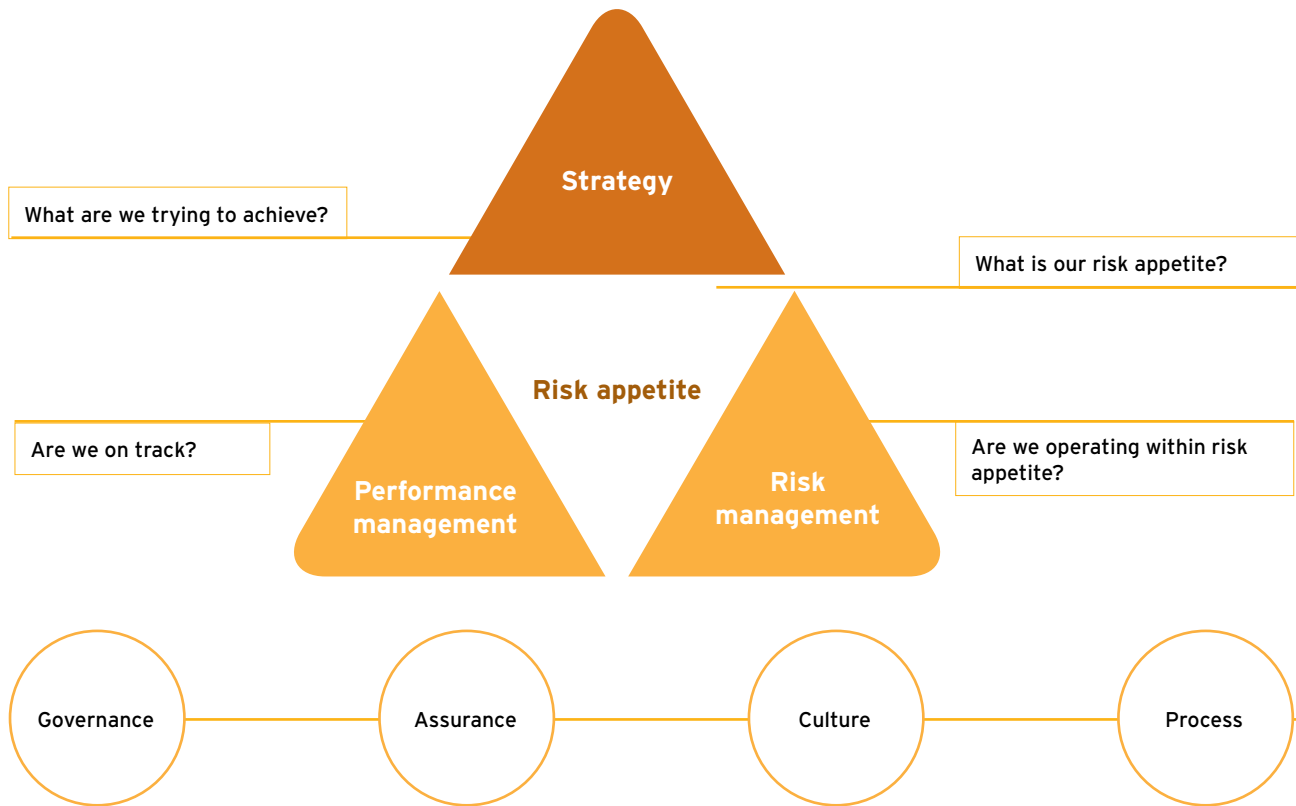 Strategy
What are we trying to achieve?
What is our risk appetite?
Risk appetite
Are we on track?
Are we operating within risk
appetite?
Performance
management
Risk
management
Governance
Assurance
Culture
Process